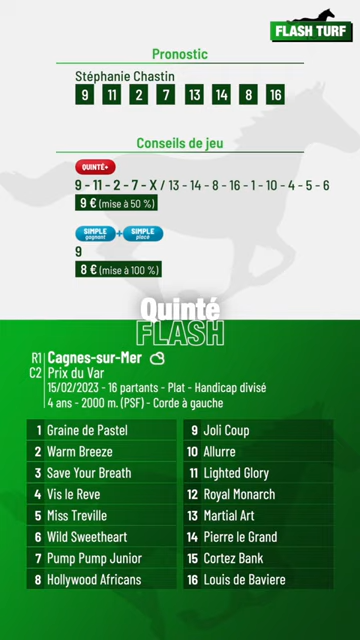 FLASH TURF
Pronostic
Stéphanie Chastin
9 11 2 7 13 14 8 16
Conseils de jeu
QUINTÉ+
9 - 11 - 2 - 7 - X / 13 - 14 - 8 - 16 - 1 - 10 - 4 - 5 - 6
9 € (mise à 50 %)
SIMPLE gagnant + SIMPLE placé
9
8 € (mise à 100 %)
Quinté
FLASH
R1 Cagnes-sur-Mer
C2 Prix du Var
15/02/2023 - 16 partants - Plat - Handicap divisé
4 ans - 2000 m. (PSF) - Corde à gauche
1 Graine de Pastel
2 Warm Breeze
3 Save Your Breath
4 Vis le Reve
5 Miss Treville
6 Wild Sweetheart
7 Pump Pump Junior
8 Hollywood Africans
9 Joli Coup
10 Allurre
11 Lighted Glory
12 Royal Monarch
13 Martial Art
14 Pierre le Grand
15 Cortez Bank
16 Louis de Baviere